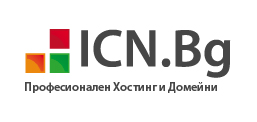 ICN.Bg
Професионален Хостинг и Домейни